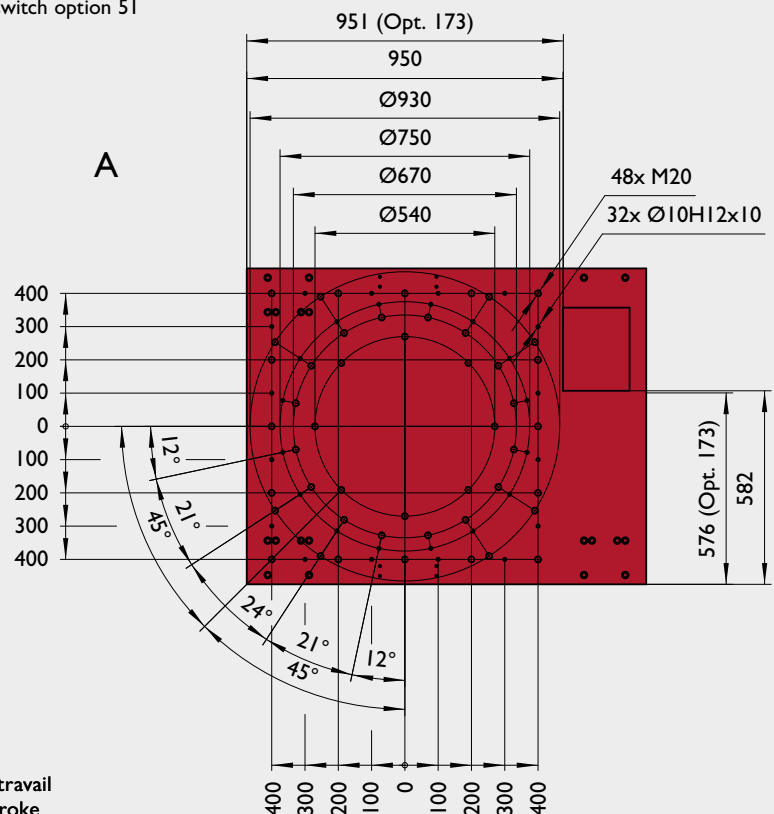 witch option 51
951 (Opt. 173)
950
Ø930
Ø750
Ø670
Ø540
A
48x M20
32x Ø10H12x10
400
300
200
100
0
100
200
300
400
12°
21°
45°
24°
21°
12°
45°
576 (Opt. 173)
582
400
300
200
100
0
100
200
300
400
travail
roke